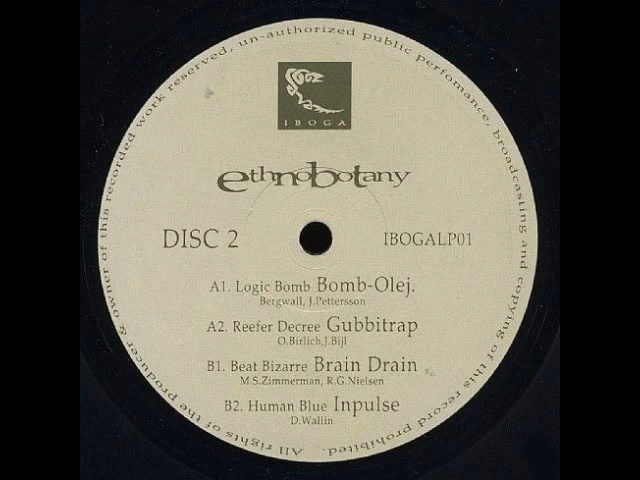 All rights of the producer & owner of this recorded work reserved, un-authorized public perfomance, broadcasting and copying of this record prohibited.
IBOGA
ethnobotany
DISC 2
IBOGALP01
A1. Logic Bomb Bomb-Olej.
Bergwall, J.Pettersson
A2. Reefer Decree Gubbitrap
O.Birlich,J.Bijl
B1. Beat Bizarre Brain Drain
M.S.Zimmerman, R.G.Nielsen
B2. Human Blue Inpulse
D.Wallin